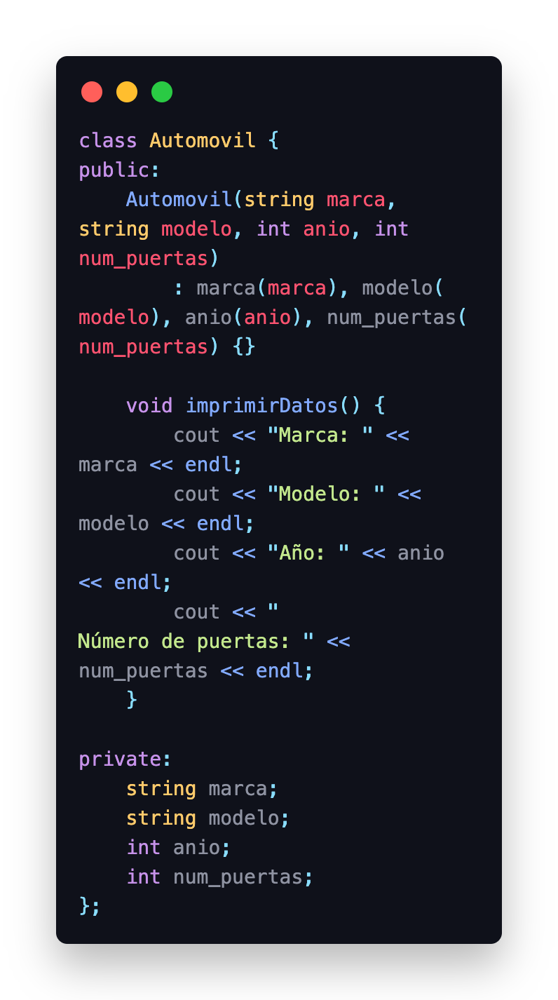 class Automovil {
public:
    Automovil(string marca,
string modelo, int anio, int
num_puertas)
        : marca(marca), modelo(
modelo), anio(anio), num_puertas(
num_puertas) {}

    void imprimirDatos() {
        cout << "Marca: " <<
marca << endl;
        cout << "Modelo: " <<
modelo << endl;
        cout << "Año: " << anio
<< endl;
        cout << "
Número de puertas: " <<
num_puertas << endl;
    }

private:
    string marca;
    string modelo;
    int anio;
    int num_puertas;
};